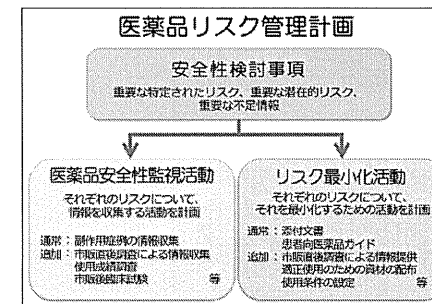 医薬品リスク管理計画
安全性検討事項
重要な特定されたリスク、重要な潜在的リスク、
重要な不足情報
医薬品安全性監視活動
それぞれのリスクについて、
情報を収集する活動を計画
通常：副作用症例の情報収集
追加：市販直後調査による情報収集
使用成績調査
市販後臨床試験　等
リスク最小化活動
それぞれのリスクについて、
それを最小化するための活動を計画
通常：添付文書
患者向医薬品ガイド
追加：市販直後調査による情報提供
適正使用のための資材の配布
使用条件の設定　等